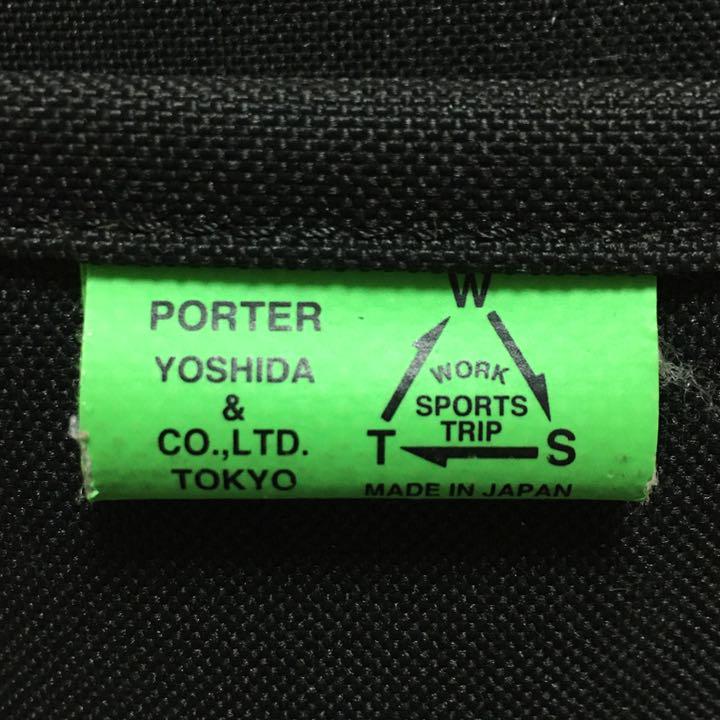 PORTER
YOSHIDA
&
CO.,LTD.
TOKYO
W
WORK
SPORTS
TRIP
T
S
MADE IN JAPAN